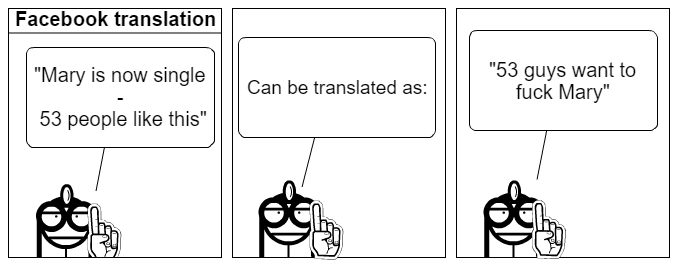 Facebook translation
"Mary is now single
-
53 people like this"
Can be translated as:
"53 guys want to
fuck Mary"